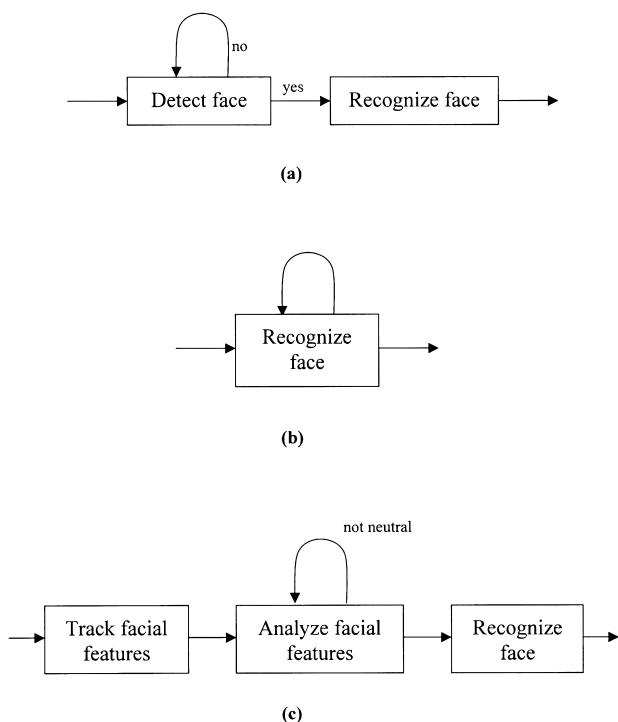 no
Detect face
yes
Recognize face
(a)
Recognize
face
(b)
not neutral
Track facial
features
Analyze facial
features
Recognize
face
(c)